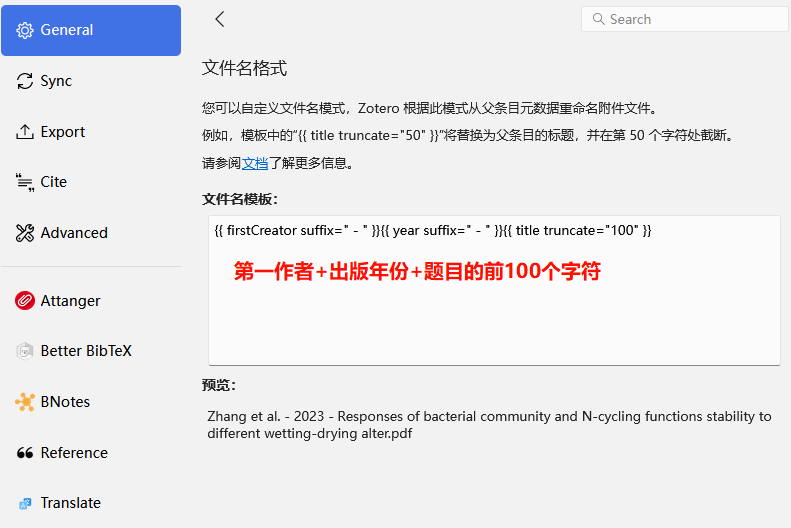 General
Sync
Export
Cite
Advanced
Attanger
Better BibTeX
BNotes
Reference
Translate
Search
文件名格式
您可以自定义文件名模式，Zotero 根据此模式从父条目元数据重命名附件文件。
例如，模板中的“{{ title truncate="50" }}”将替换为父条目的标题，并在第 50 个字符处截断。
请参阅文档了解更多信息。
文件名模板：
{{ firstCreator suffix=" - " }}{{ year suffix=" - " }}{{ title truncate="100" }}
第一作者+出版年份+题目的前100个字符
预览：
Zhang et al. - 2023 - Responses of bacterial community and N-cycling functions stability to
different wetting-drying alter.pdf